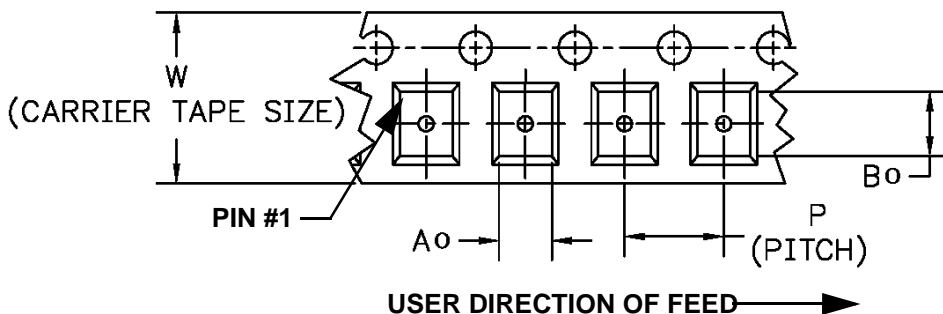 W
(CARRIER TAPE SIZE)
Bo
PIN #1
Ao
P
(PITCH)
USER DIRECTION OF FEED